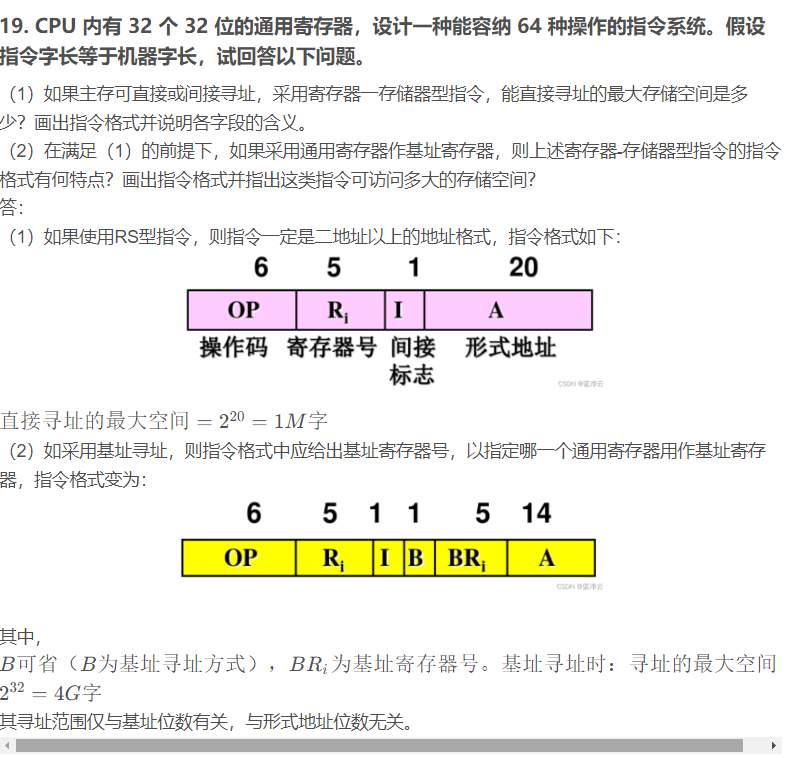 19. CPU 内有 32 个 32 位的通用寄存器，设计一种能容纳 64 种操作的指令系统。假设
指令字长等于机器字长，试回答以下问题。
（1）如果主存可直接或间接寻址，采用寄存器一存储器型指令，能直接寻址的最大存储空间是多
少？画出指令格式并说明各字段的含义。
（2）在满足（1）的前提下，如果采用通用寄存器作基址寄存器，则上述寄存器-存储器型指令的指令
格式有何特点？画出指令格式并指出这类指令可访问多大的存储空间？
答：
（1）如果使用RS型指令，则指令一定是二地址以上的地址格式，指令格式如下：
6 5 1 20
OP Ri I A
操作码 寄存器号 间接 形式地址
标志
CSDN @蓝净云
直接寻址的最大空间 = 2^20 = 1M 字
（2）如采用基址寻址，则指令格式中应给出基址寄存器号，以指定哪一个通用寄存器用作基址寄存
器，指令格式变为：
6 5 1 1 5 14
OP Ri I B BRi A
CSDN @蓝净云
其中，
B可省（B为基址寻址方式），BRi为基址寄存器号。基址寻址时：寻址的最大空间
2^32 = 4G字
其寻址范围仅与基址位数有关，与形式地址位数无关。